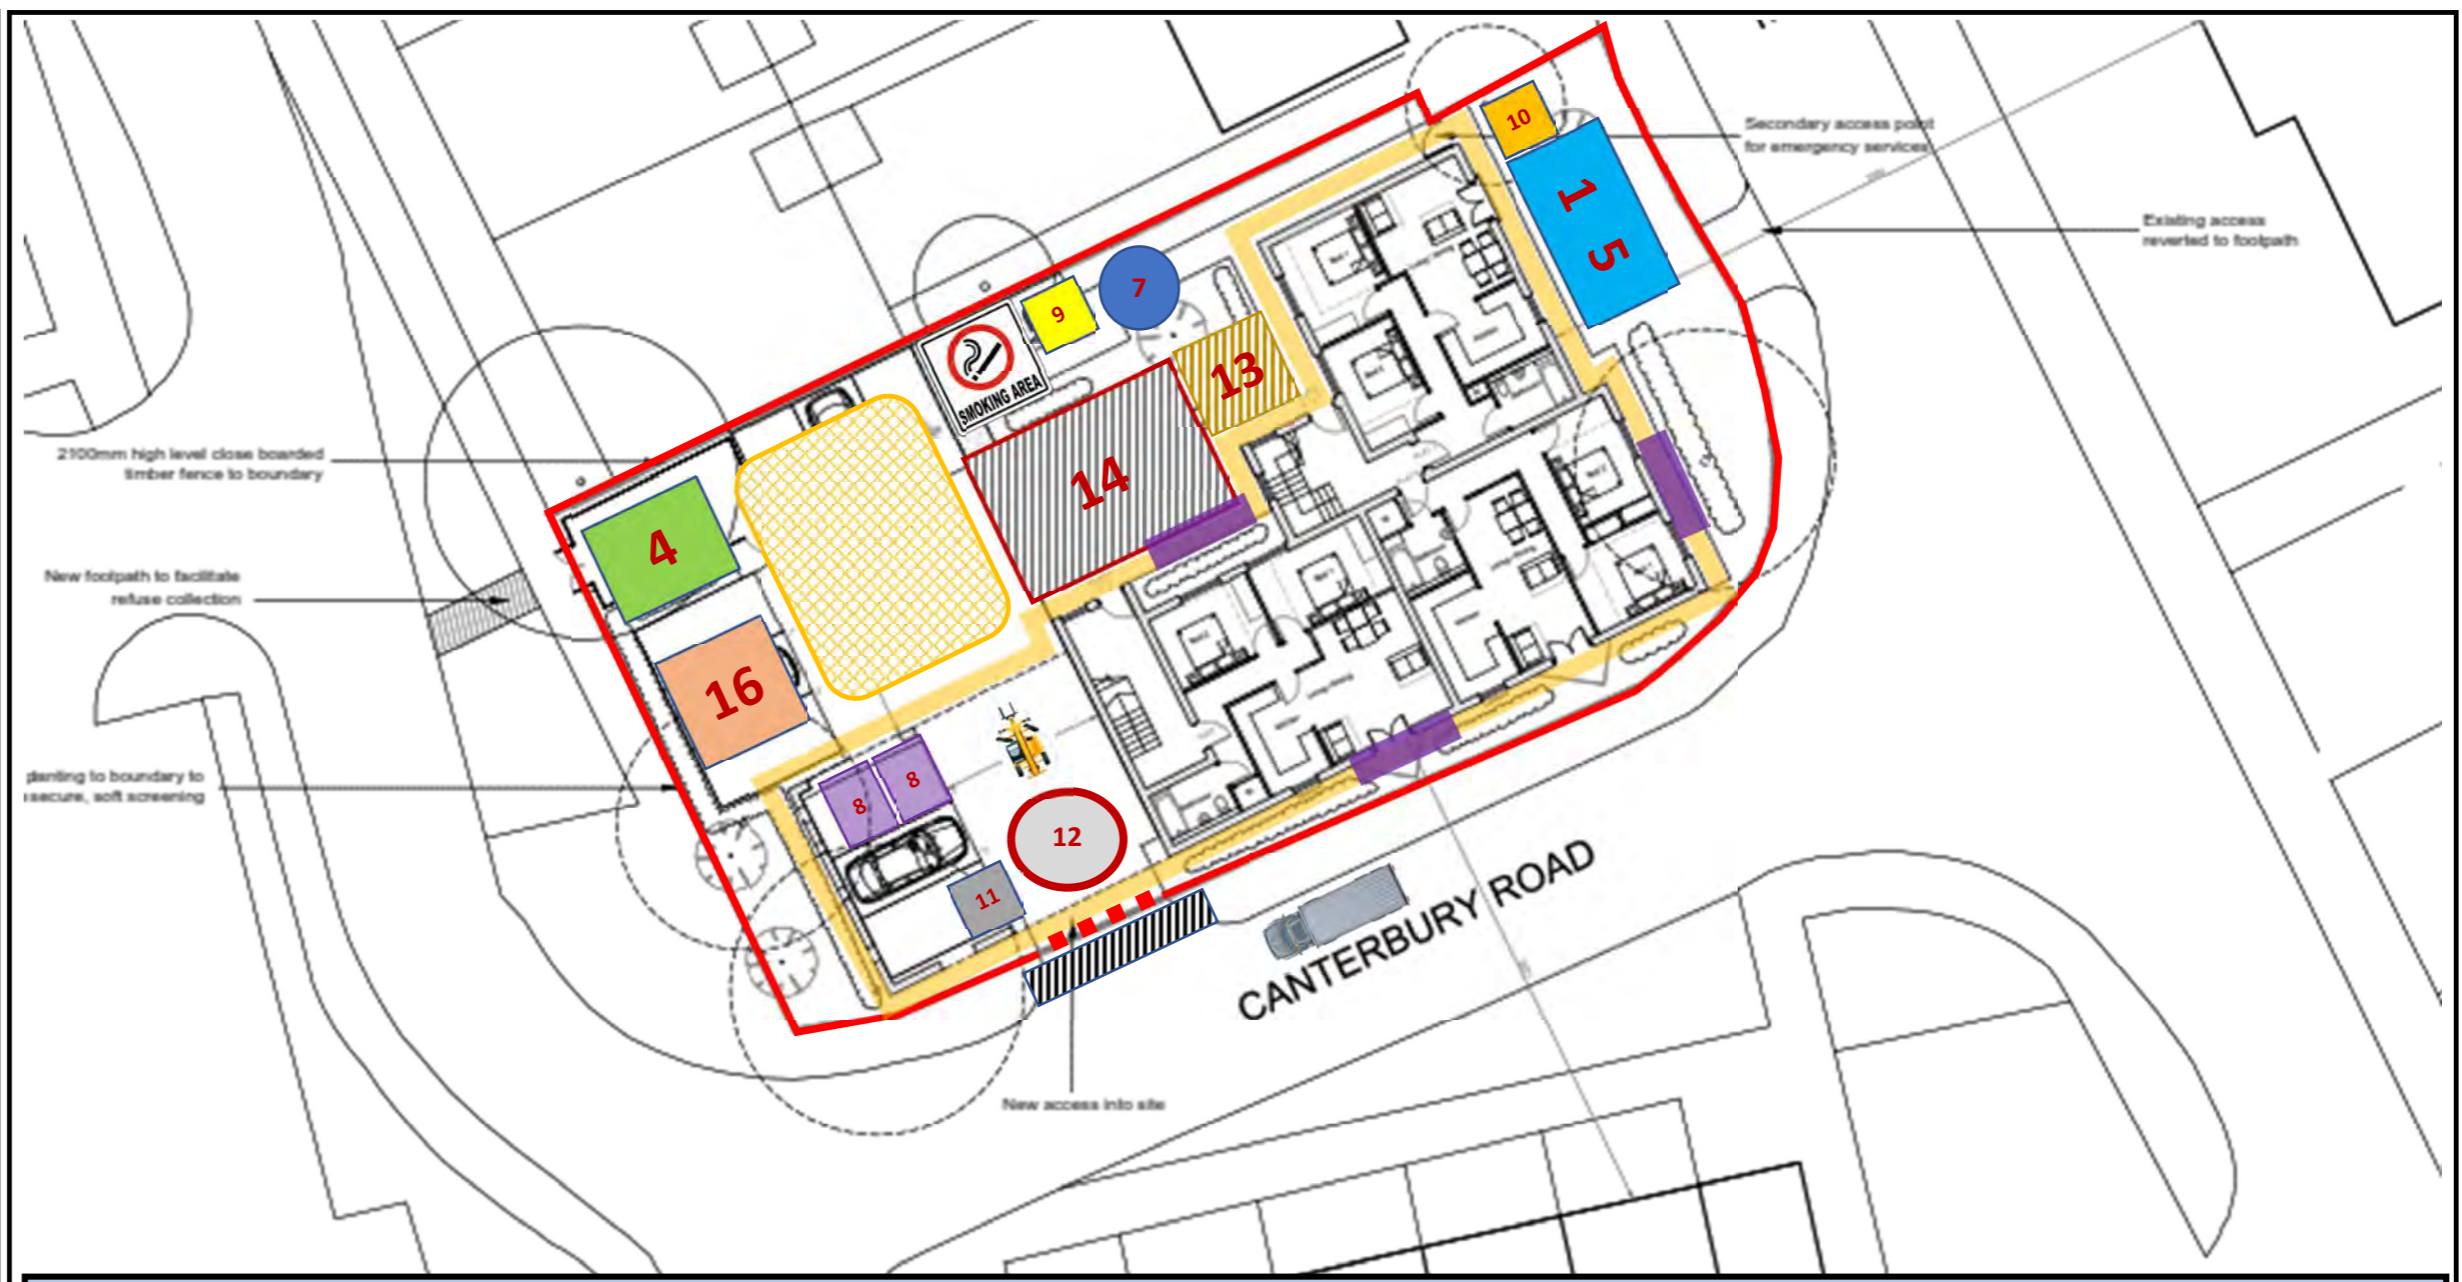 10
Secondary access point
for emergency services
1 5
Existing access
reverted to footpath
7
9
SMOKING AREA
13
14
2100mm high level close boarded
timber fence to boundary
4
New footpath to facilitate
refuse collection
16
planting to boundary to
secure, soft screening
8
8
12
11
CANTERBURY ROAD
New access into site